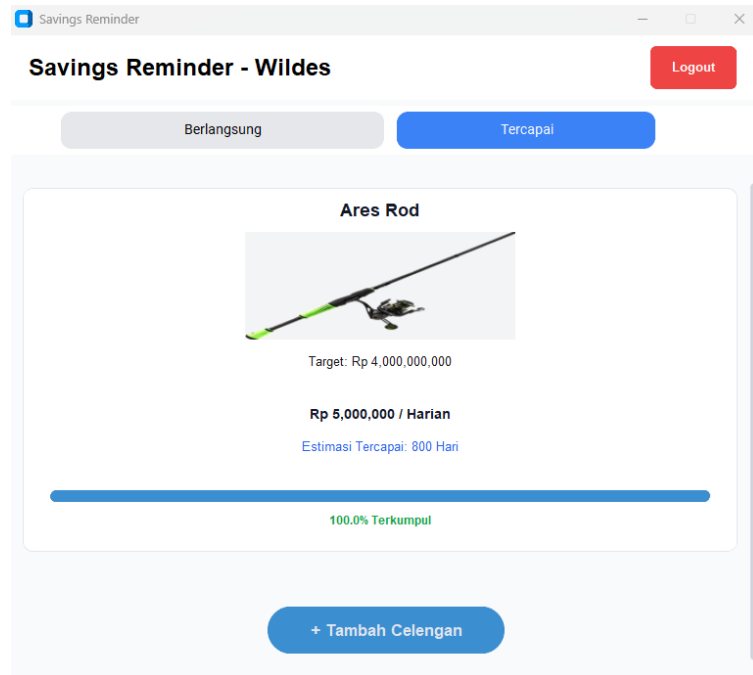 Savings Reminder
Savings Reminder - Wildes
Logout
Berlangsung
Tercapai
Ares Rod
Target: Rp 4,000,000,000
Rp 5,000,000 / Harian
Estimasi Tercapai: 800 Hari
100.0% Terkumpul
+ Tambah Celengan